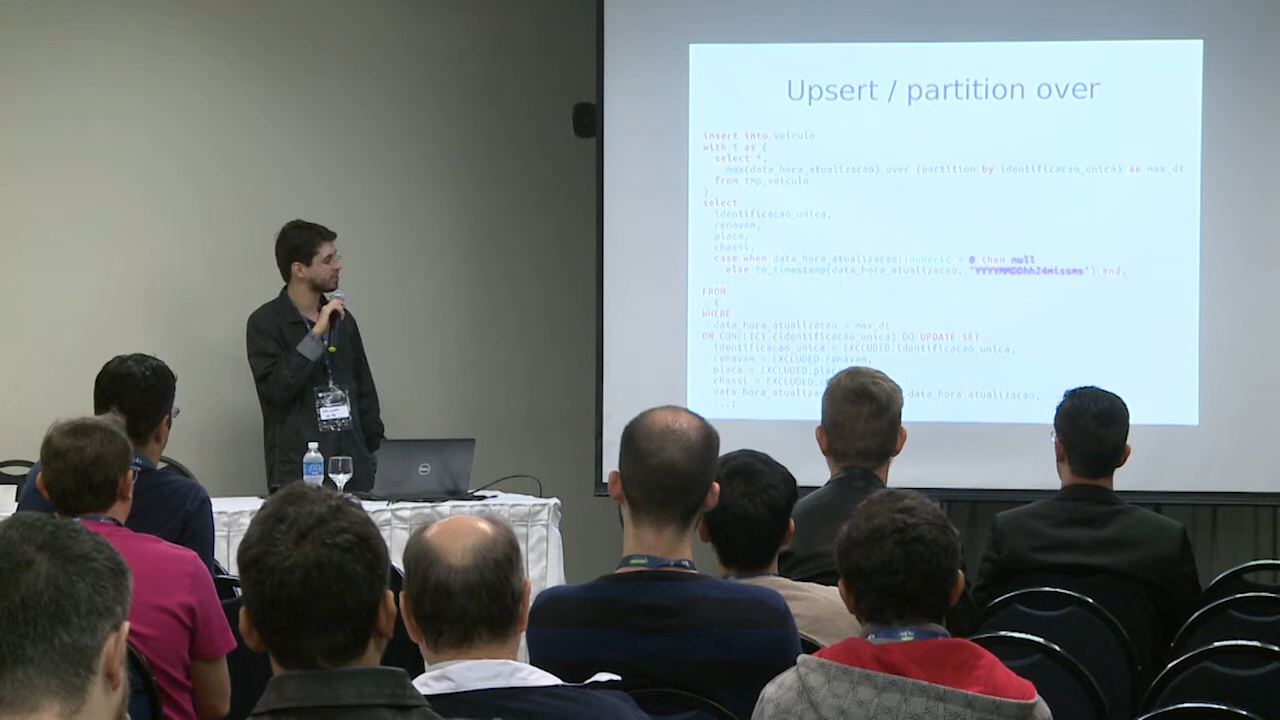 Upsert / partition over
insert into veiculo
with t as (
select *,
max(data_hora_atualizacao) over (partition by identificacao_unica) as max_dt
from tmp_veiculo
)
select
identificacao_unica,
renavam,
placa,
chassi,
case when data_hora_atualizacao::numeric = 0 then null
else to_timestamp(data_hora_atualizacao, 'YYYYMMDDhh24missms') end,
...
FROM
t
WHERE
data_hora_atualizacao = max_dt
ON CONFLICT (identificacao_unica) DO UPDATE SET
identificacao_unica = EXCLUDED.identificacao_unica,
renavam = EXCLUDED.renavam,
placa = EXCLUDED.plac
chassi = EXCLUDED.
data_hora_atualizac .data_hora_atualizacao,
...;
DELL